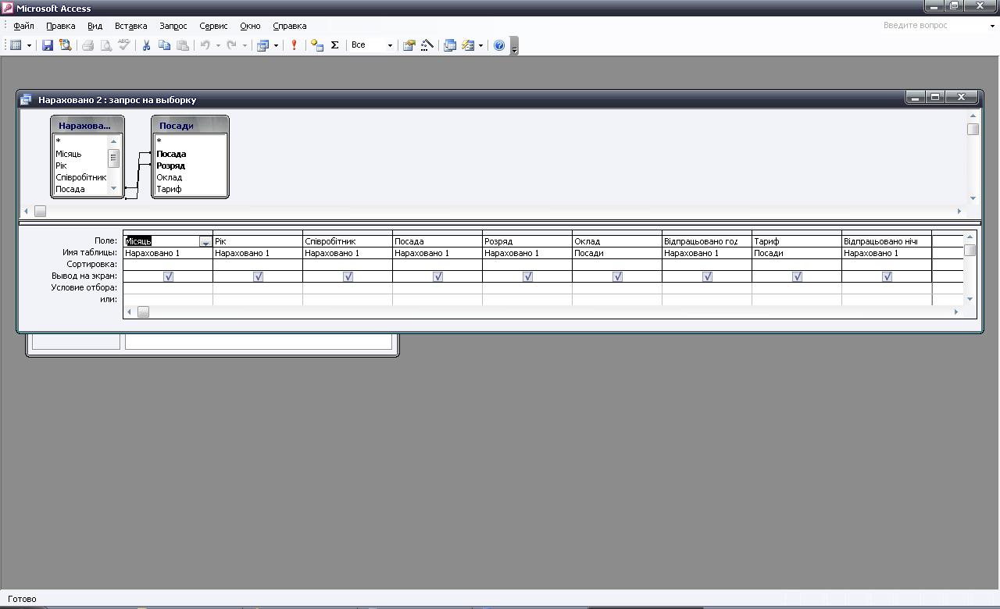 Microsoft Access
Файл Правка Вид Вставка Запрос Сервис Окно Справка Введите вопрос
Все
Нараховано 2 : запрос на выборку
Нарахова... Посади
* *
Місяць Посада
Рік Розряд
Співробітник Оклад
Посада Тариф
Поле: Місяць Рік Співробітник Посада Розряд Оклад Відпрацьовано год Тариф Відпрацьовано нічн
Имя таблицы: Нараховано 1 Нараховано 1 Нараховано 1 Нараховано 1 Нараховано 1 Посади Нараховано 1 Посади Нараховано 1
Сортировка:
Вывод на экран:
Условие отбора:
или:
Готово